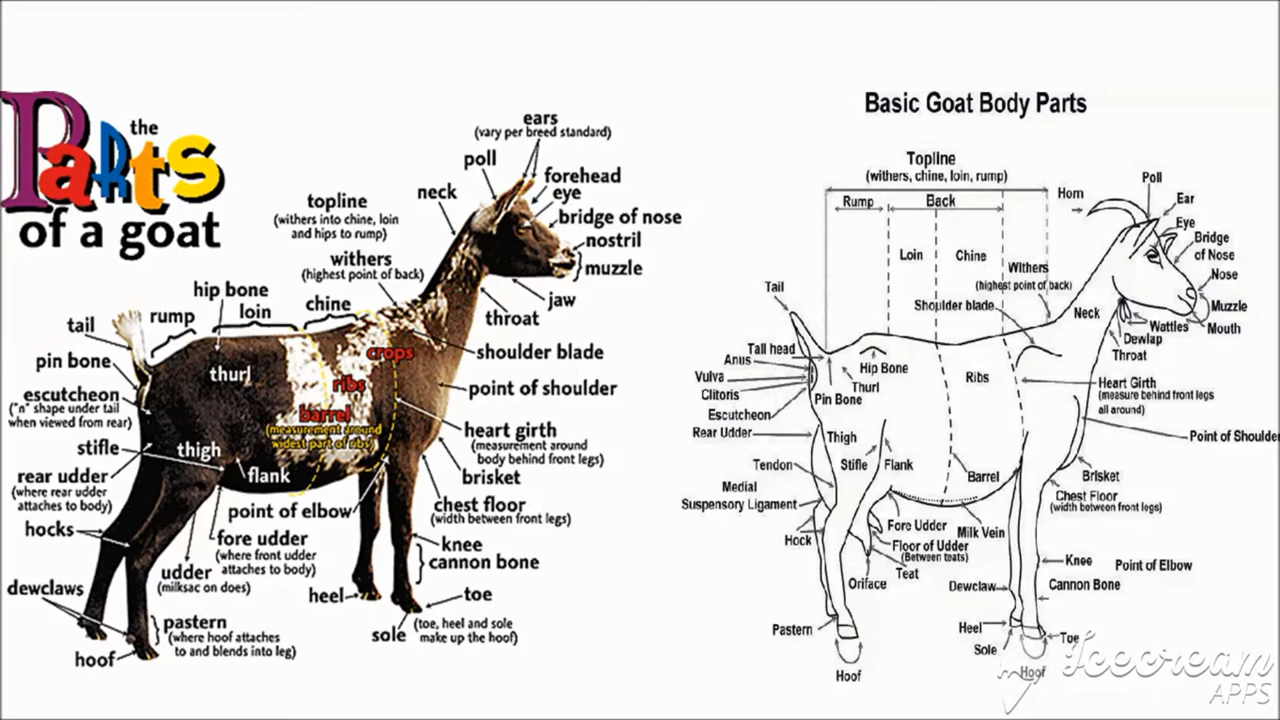 the
Parts
of a goat
ears
(vary per breed standard)
poll
forehead
neck
eye
bridge of nose
nostril
muzzle
jaw
throat
topline
(withers into chine, loin
and hips to rump)
withers
(highest point of back)
hip bone
chine
loin
rump
tail
pin bone
thurl
crops
shoulder blade
ribs
point of shoulder
escutcheon
("n" shape under tail
when viewed from rear)
barrel
(measurement around
widest part of ribs)
heart girth
(measurement around
body behind front legs)
stifle
thigh
flank
brisket
rear udder
(where rear udder
attaches to body)
point of elbow
chest floor
(width between front legs)
hocks
fore udder
(where front udder
attaches to body)
knee
cannon bone
udder
(milksac on does)
dewclaws
heel
toe
pastern
(where hoof attaches
to and blends into leg)
sole
(toe, heel and sole
make up the hoof)
hoof
Basic Goat Body Parts
Topline
(withers, chine, loin, rump)
Rump
Back
Horn
Poll
Ear
Eye
Bridge
of Nose
Nose
Muzzle
Mouth
Loin
Chine
Withers
(highest point of back)
Shoulder blade
Neck
Wattles
Dewlap
Throat
Tail
Tail head
Anus
Vulva
Clitoris
Hip Bone
Thurl
Pin Bone
Ribs
Heart Girth
(measure behind front legs
all around)
Escutcheon
Rear Udder
Thigh
Point of Shoulder
Tendon
Stifle
Flank
Barrel
Brisket
Medial
Suspensory Ligament
Chest Floor
(width between front legs)
Hock
Fore Udder
Milk Vein
Floor of Udder
(Between teats)
Teat
Oriface
Knee
Point of Elbow
Dewclaw
Cannon Bone
Pastern
Heel
Toe
Sole
Hoof
Hoof
Icecream
APPS